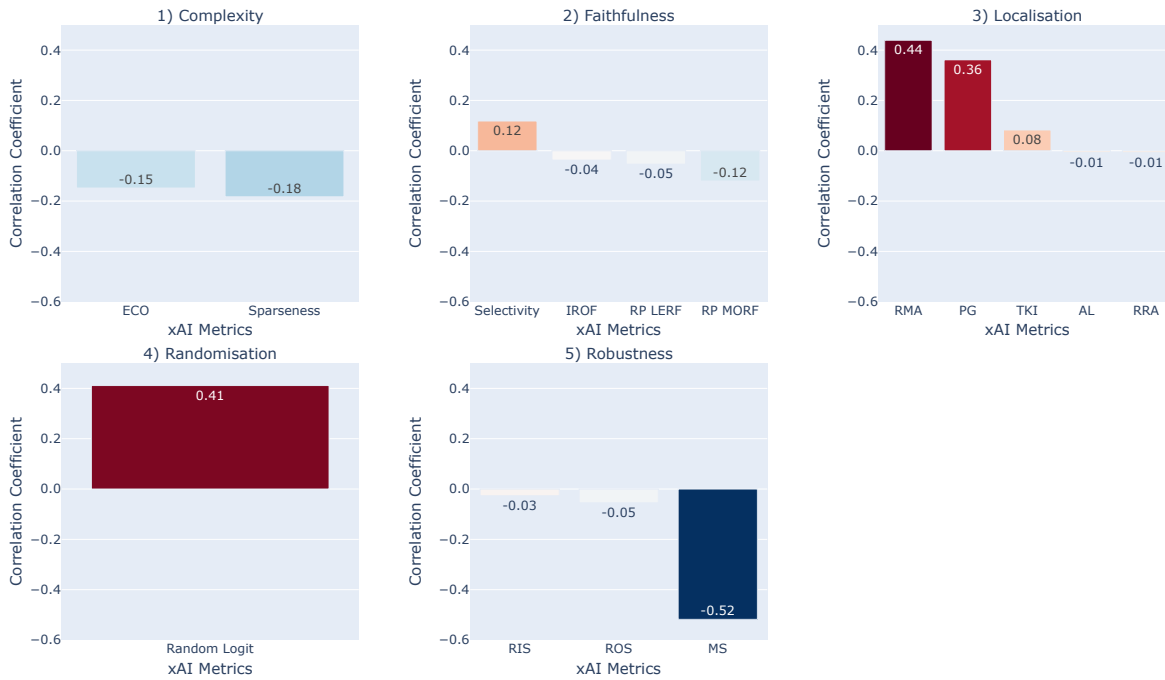 1) Complexity
0.4
0.2
0.0
−0.2
−0.4
−0.6
Correlation Coefficient
-0.15
-0.18
ECO
Sparseness
xAI Metrics
2) Faithfulness
0.4
0.2
0.0
−0.2
−0.4
−0.6
Correlation Coefficient
0.12
-0.04
-0.05
-0.12
Selectivity
IROF
RP LERF
RP MORF
xAI Metrics
3) Localisation
0.4
0.2
0.0
−0.2
−0.4
−0.6
Correlation Coefficient
0.44
0.36
0.08
-0.01
-0.01
RMA
PG
TKI
AL
RRA
xAI Metrics
4) Randomisation
0.4
0.2
0.0
−0.2
−0.4
−0.6
Correlation Coefficient
0.41
Random Logit
xAI Metrics
5) Robustness
0.4
0.2
0.0
−0.2
−0.4
−0.6
Correlation Coefficient
-0.03
-0.05
-0.52
RIS
ROS
MS
xAI Metrics